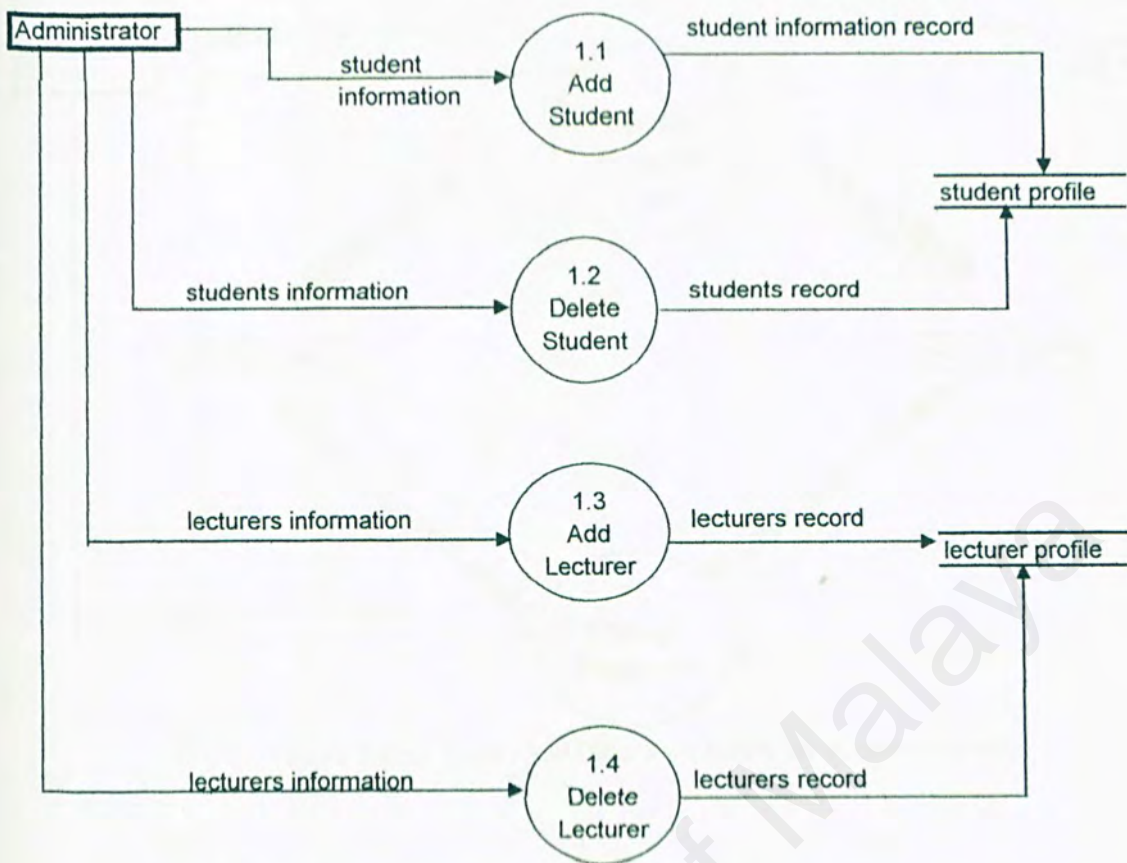 Administrator
student
information
1.1
Add
Student
student information record
student profile
students information
1.2
Delete
Student
students record
lecturers information
1.3
Add
Lecturer
lecturers record
lecturer profile
lecturers information
1.4
Delete
Lecturer
lecturers record
of Malaya